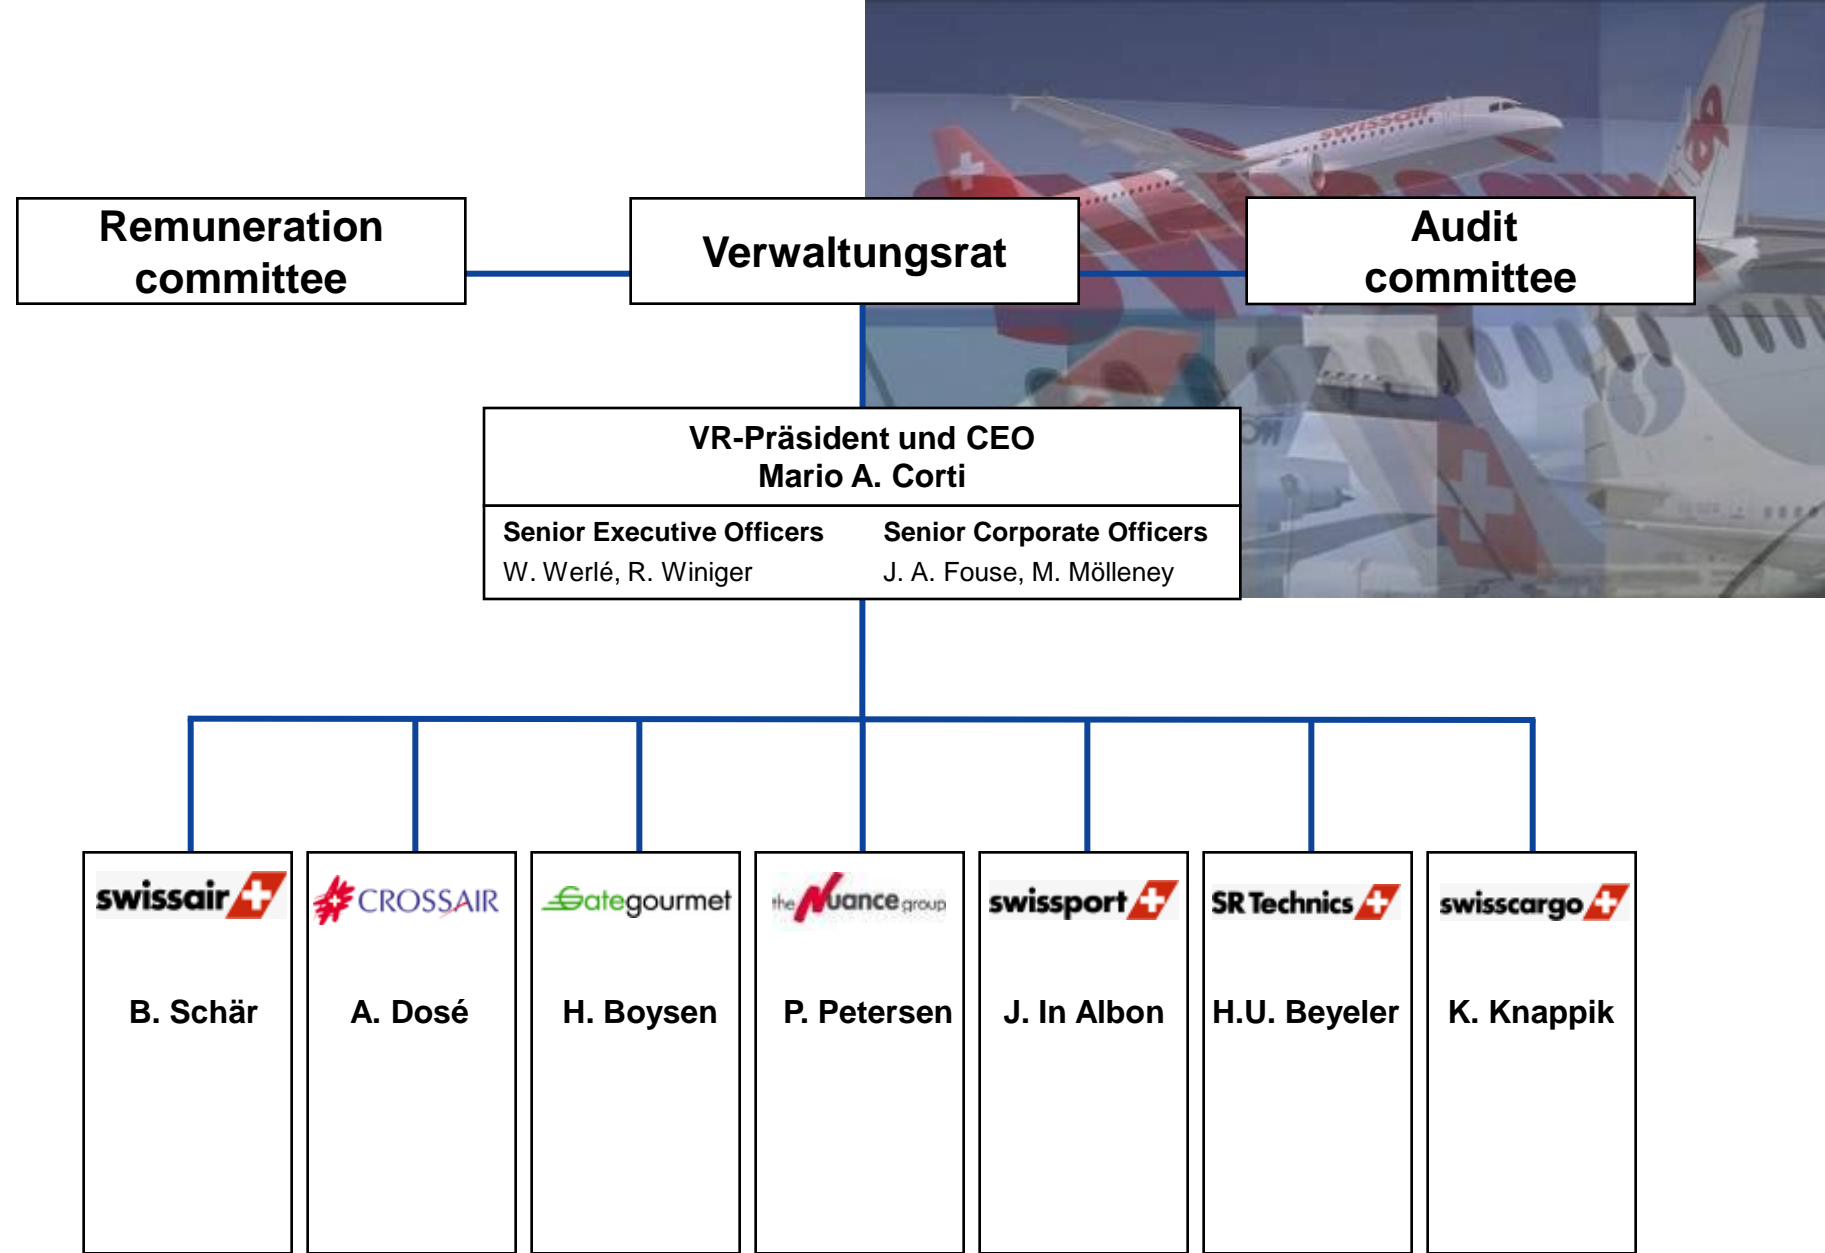 swissair
Remuneration
committee
Verwaltungsrat
Audit
committee
VR-Präsident und CEO
Mario A. Corti
Senior Executive Officers
W. Werlé, R. Winiger
Senior Corporate Officers
J. A. Fouse, M. Mölleney
swissair
CROSSAIR
Gategourmet
the Nuance group
swissport
SR Technics
swisscargo
B. Schär
A. Dosé
H. Boysen
P. Petersen
J. In Albon
H.U. Beyeler
K. Knappik